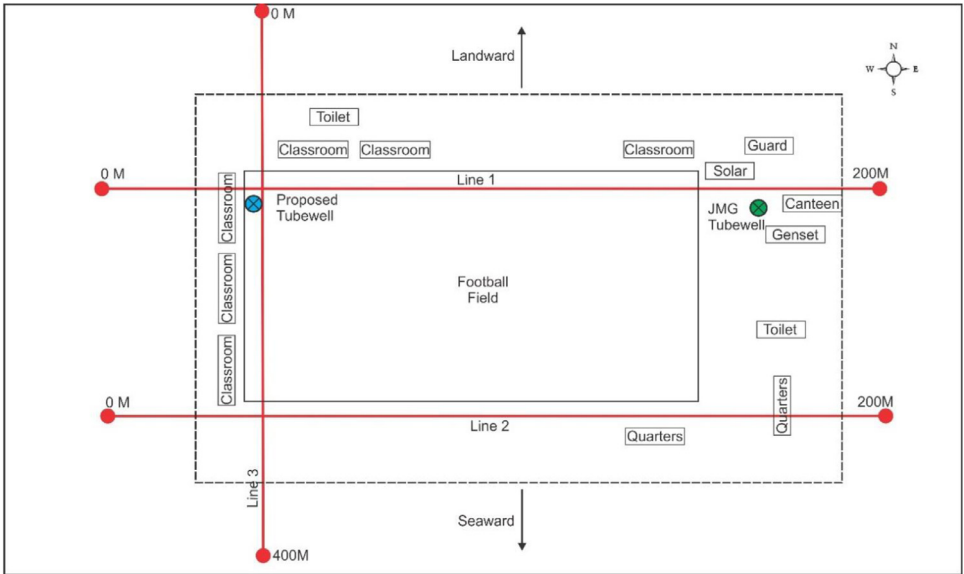 0 M
Landward
N
W
E
S
Toilet
Classroom
Classroom
Classroom
Guard
Solar
0 M
Line 1
200M
Classroom
Proposed
Tubewell
JMG
Tubewell
Canteen
Genset
Classroom
Football
Field
Toilet
Classroom
0 M
200M
Quarters
Line 2
Quarters
Line 3
Seaward
400M